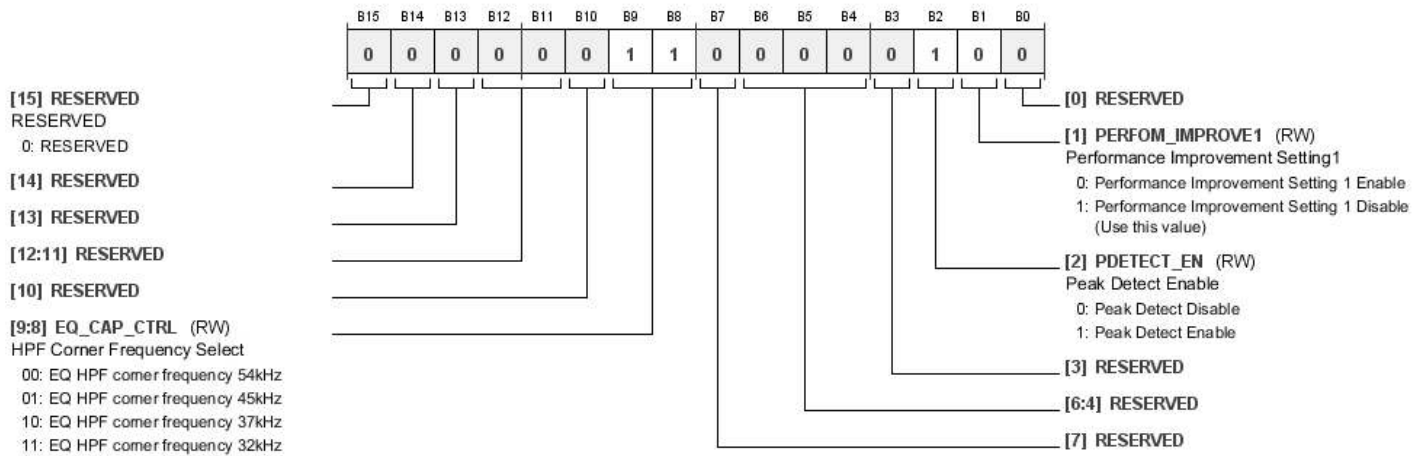 B15 B14 B13 B12 B11 B10 B9 B8 B7 B6 B5 B4 B3 B2 B1 B0
0 0 0 0 0 0 1 1 0 0 0 0 0 1 0 0
[15] RESERVED
RESERVED
0: RESERVED
[14] RESERVED
[13] RESERVED
[12:11] RESERVED
[10] RESERVED
[9:8] EQ_CAP_CTRL (RW)
HPF Corner Frequency Select
00: EQ HPF corner frequency 54kHz
01: EQ HPF corner frequency 45kHz
10: EQ HPF corner frequency 37kHz
11: EQ HPF corner frequency 32kHz
[0] RESERVED
[1] PERFOM_IMPROVE1 (RW)
Performance Improvement Setting1
0: Performance Improvement Setting 1 Enable
1: Performance Improvement Setting 1 Disable
(Use this value)
[2] PDETECT_EN (RW)
Peak Detect Enable
0: Peak Detect Disable
1: Peak Detect Enable
[3] RESERVED
[6:4] RESERVED
[7] RESERVED